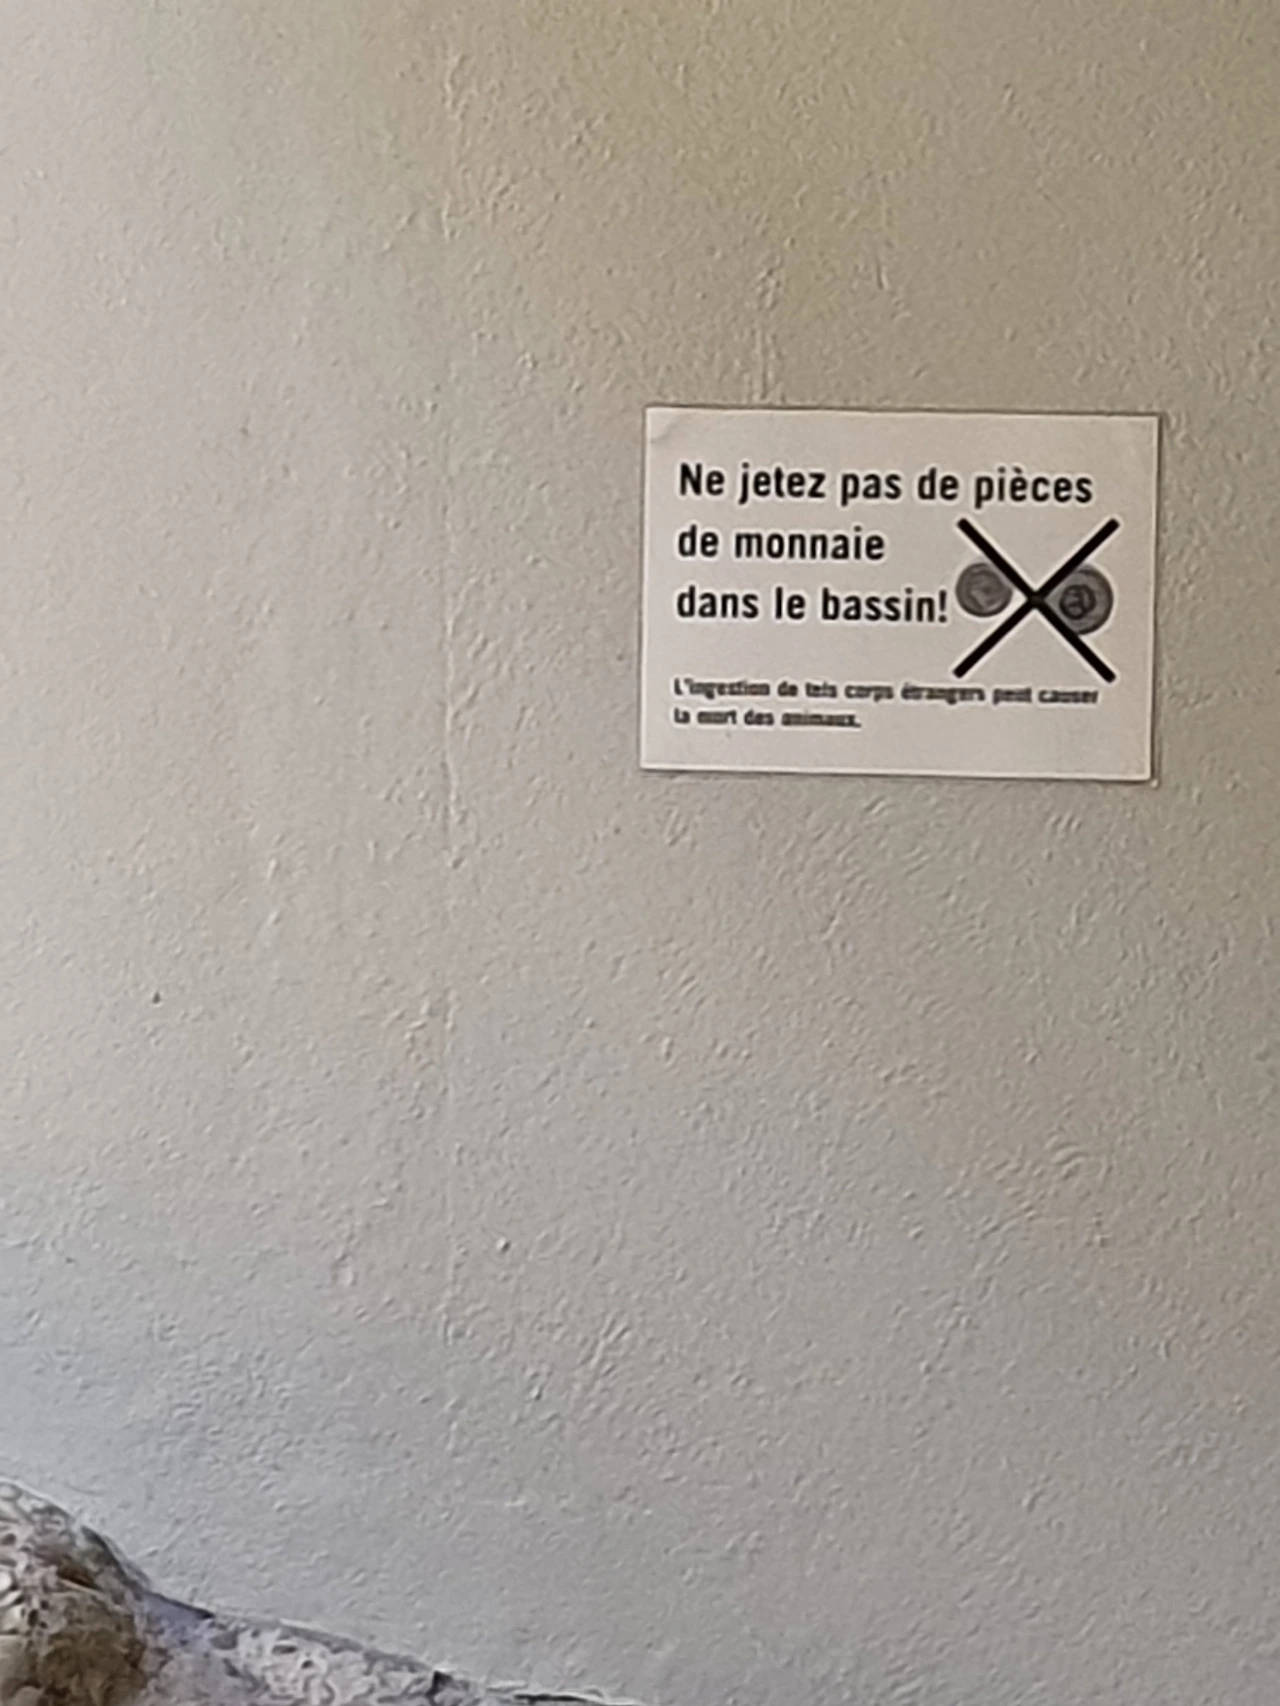 Ne jetez pas de pièces
de monnaie
dans le bassin!
L'ingestion de tels corps étrangers peut causer
la mort des animaux.